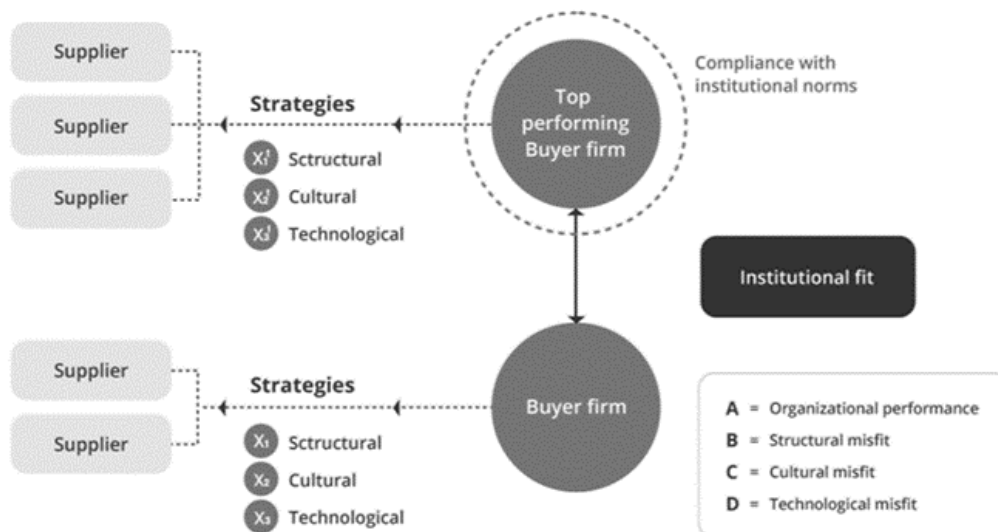 Supplier
Supplier
Supplier
Strategies
X₁' Sctructural
X₂' Cultural
X₃' Technological
Top
performing
Buyer firm
Compliance with
institutional norms
Institutional fit
Supplier
Supplier
Strategies
X₁ Sctructural
X₂ Cultural
X₃ Technological
Buyer firm
A = Organizational performance
B = Structural misfit
C = Cultural misfit
D = Technological misfit